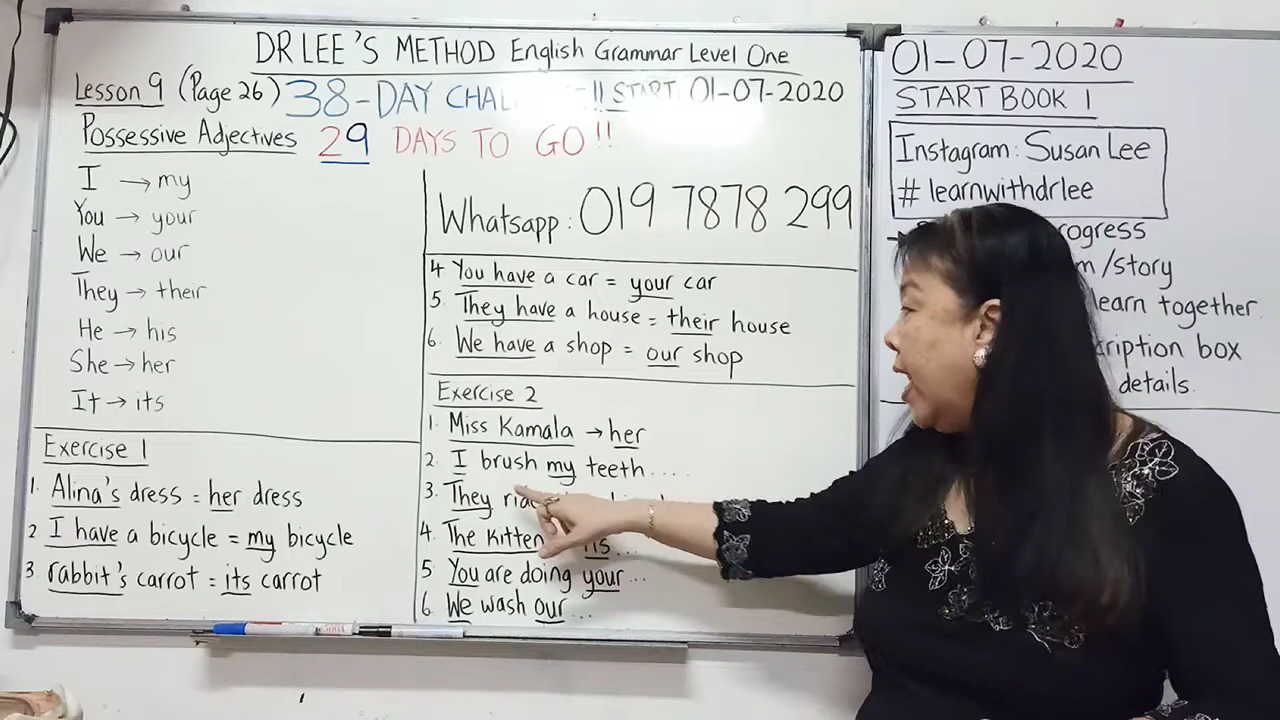 DR LEE'S METHOD English Grammar Level One
Lesson 9 (Page 26) 38-DAY !! START: 01-07-2020
Possessive Adjectives 29 DAYS TO GO!!
I → my
You → your
We → our
They → their
He → his
She → her
It → its
Exercise 1
1. Alina's dress = her dress
2 I have a bicycle = my bicycle
3 rabbit's carrot = its carrot
Whatsapp: 019 7878 299
4 You have a car = your car
5. They have a house = their house
6. We have a shop = our shop
Exercise 2
1. Miss Kamala → her
2. I brush my teeth ....
3. They
4. The kitten its...
5 You are doing your ...
6. We wash our ...
01-07-2020
START BOOK 1
Instagram: Susan Lee
# learnwithdrlee
/story
learn together.
box
details.